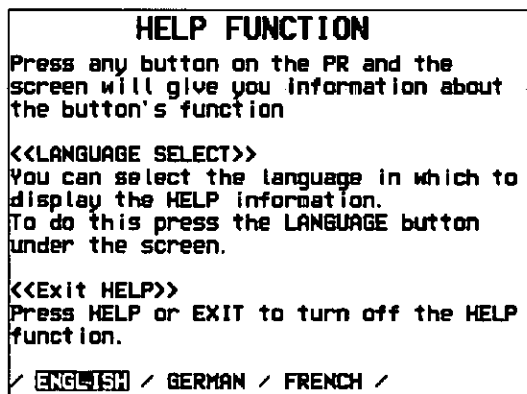 HELP FUNCTION
Press any button on the PR and the
screen will give you information about
the button's function
<<LANGUAGE SELECT>>
You can select the language in which to
display the HELP information.
To do this press the LANGUAGE button
under the screen.
<<Exit HELP>>
Press HELP or EXIT to turn off the HELP
function.
/ ENGLISH / GERMAN / FRENCH /